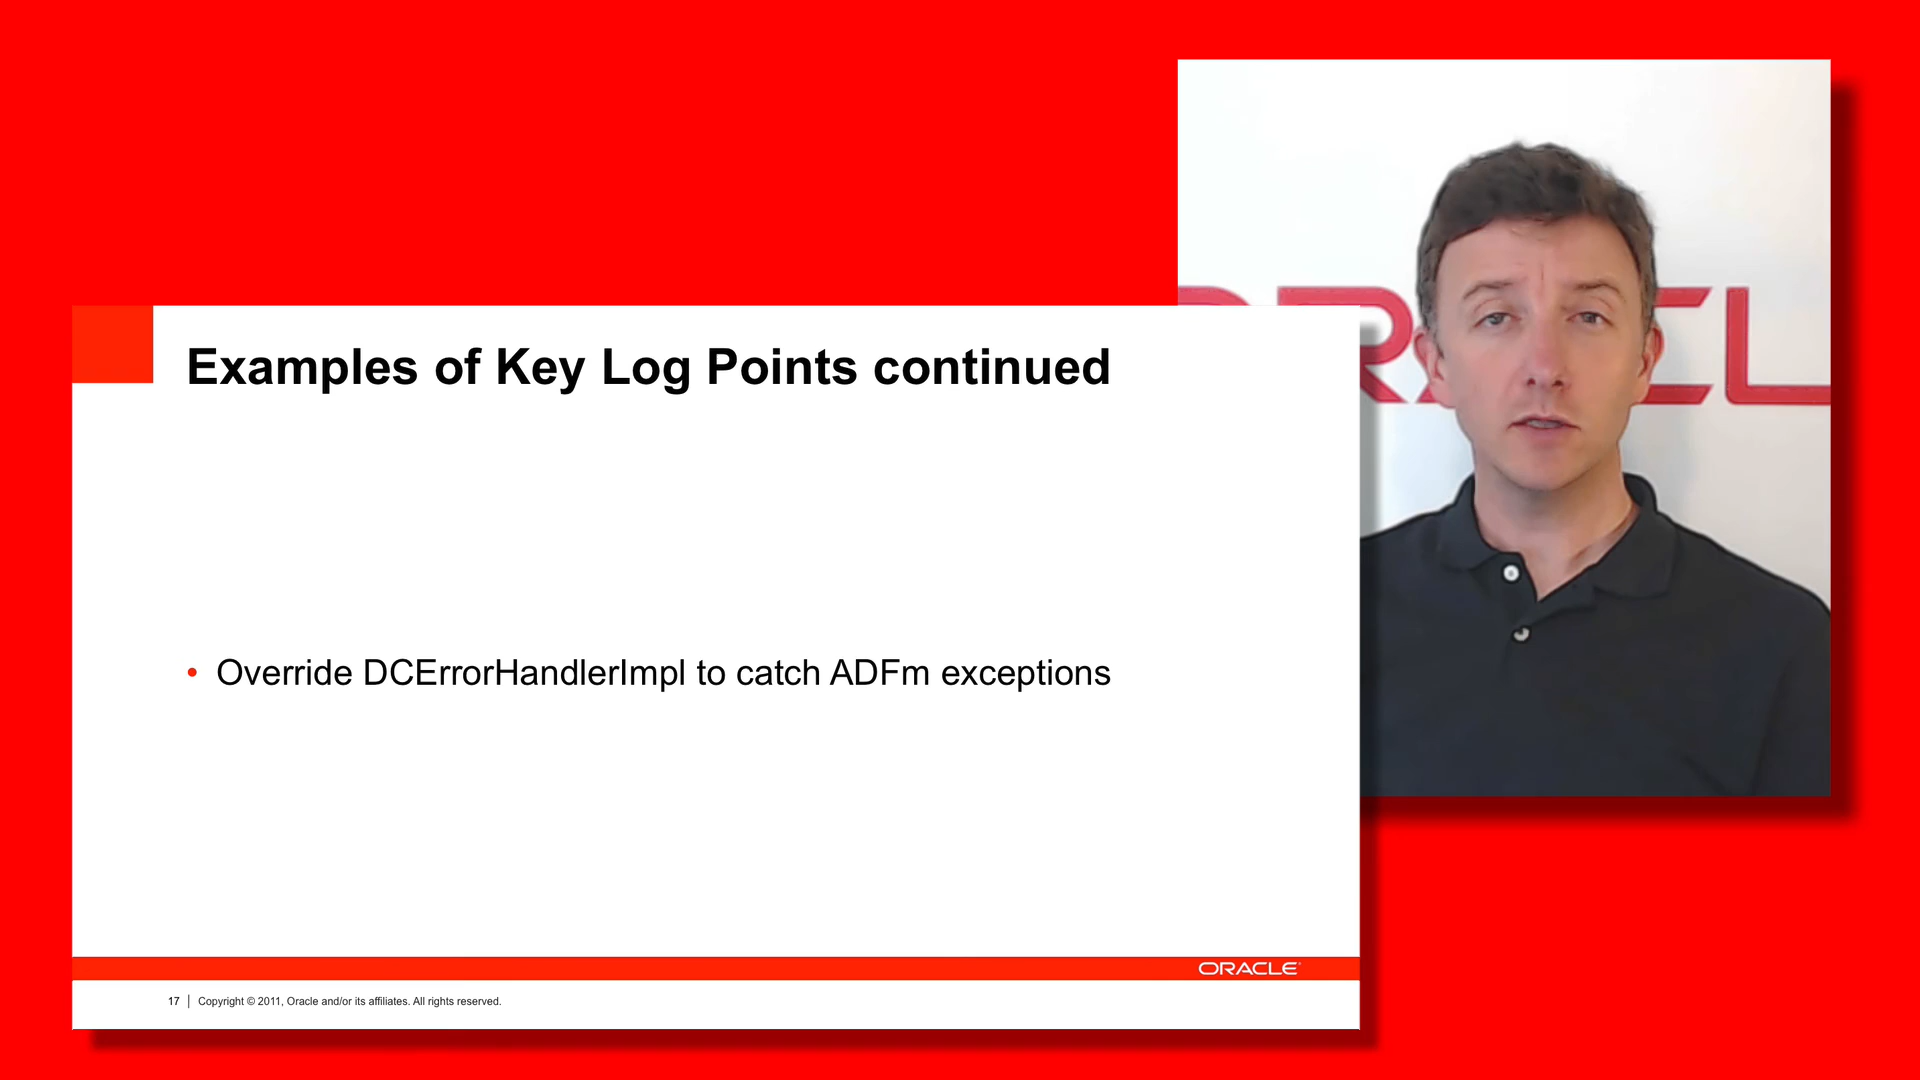 ORACL
Examples of Key Log Points continued
• Override DCErrorHandlerImpl to catch ADFm exceptions
ORACLE
17 | Copyright © 2011, Oracle and/or its affiliates. All rights reserved.